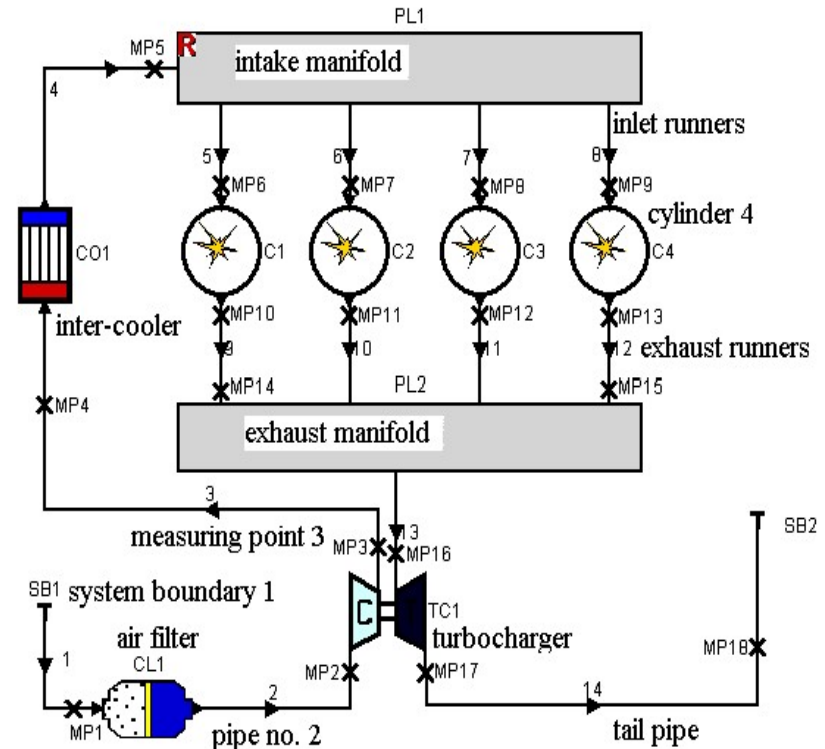 PL1
MP5
R
intake manifold
4
inlet runners
5
6
7
8
MP6
MP7
MP8
MP9
cylinder 4
CO1
C1
C2
C3
C4
inter-cooler
MP10
MP11
MP12
MP13
9
10
11
12
exhaust runners
MP4
MP14
PL2
MP15
exhaust manifold
3
13
SB2
measuring point 3
MP3
MP16
SB1
system boundary 1
C
TC1
air filter
turbocharger
1
CL1
MP2
MP17
MP18
2
14
MP1
pipe no. 2
tail pipe